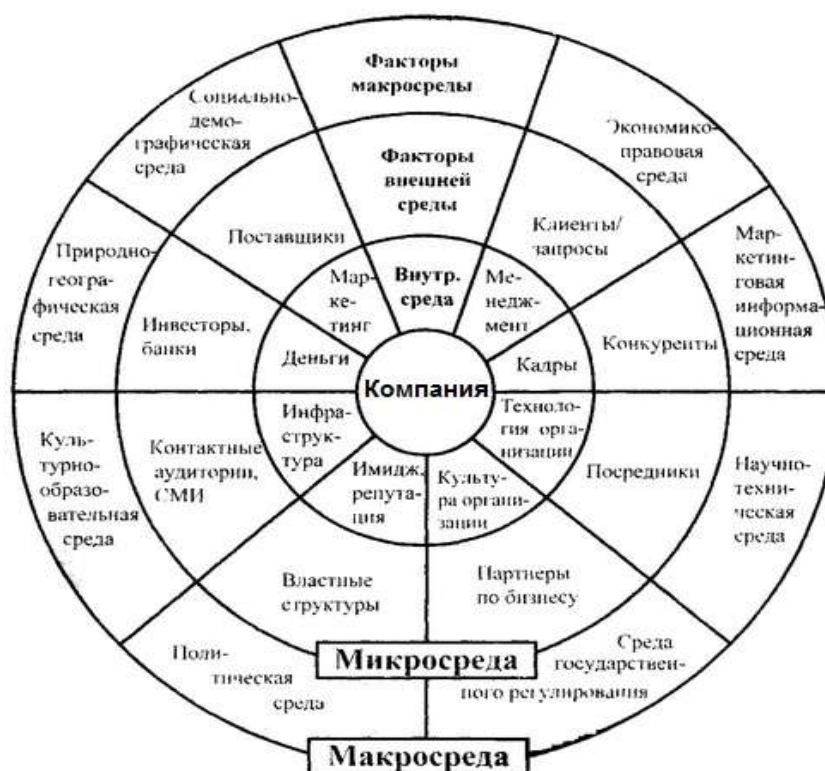 Факторы
макросреды
Социально-
демо-
графическая
среда
Экономико-
правовая
среда
Факторы
внешней
среды
Поставщики
Клиенты/
запросы
Природно-
геогра-
фическая
среда
Мар-
кетинг-
говая
информа-
ционная
среда
Инвесторы,
банки
Мар-
ке-
тинг
Внутр.
среда
Ме-
недж-
мент
Конкуренты
Деньги
Кадры
Компания
Куль-
турно-
образо-
вательная
среда
Контактные
аудитории,
СМИ
Инфра-
струк-
тура
Имидж,
репута-
ция
Культу-
ра органи-
зации
Техноло-
гия орга-
низации
Посредники
Научно-
техни-
ческая
среда
Властные
структуры
Партнеры
по бизнесу
Микросреда
Поли-
тическая
среда
Среда
государствен-
ного регулирования
Макросреда